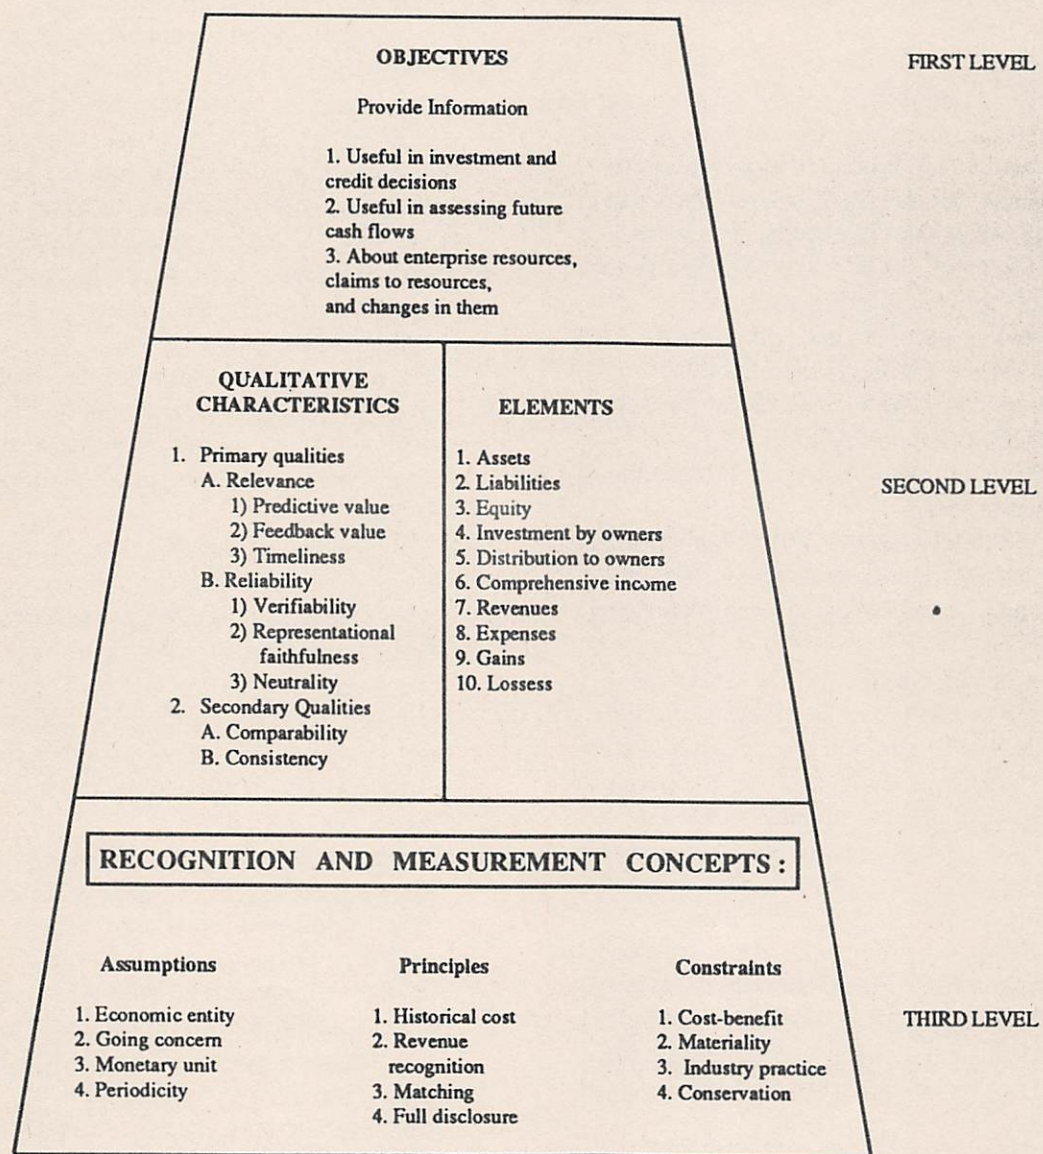 OBJECTIVES
FIRST LEVEL
Provide Information
1. Useful in investment and
credit decisions
2. Useful in assessing future
cash flows
3. About enterprise resources,
claims to resources,
and changes in them
QUALITATIVE
CHARACTERISTICS
1. Primary qualities
A. Relevance
1) Predictive value
2) Feedback value
3) Timeliness
B. Reliability
1) Verifiability
2) Representational
faithfulness
3) Neutrality
2. Secondary Qualities
A. Comparability
B. Consistency
ELEMENTS
1. Assets
2. Liabilities
3. Equity
4. Investment by owners
5. Distribution to owners
6. Comprehensive income
7. Revenues
8. Expenses
9. Gains
10. Lossess
SECOND LEVEL
RECOGNITION AND MEASUREMENT CONCEPTS :
Assumptions
1. Economic entity
2. Going concern
3. Monetary unit
4. Periodicity
Principles
1. Historical cost
2. Revenue
recognition
3. Matching
4. Full disclosure
Constraints
1. Cost-benefit
2. Materiality
3. Industry practice
4. Conservation
THIRD LEVEL